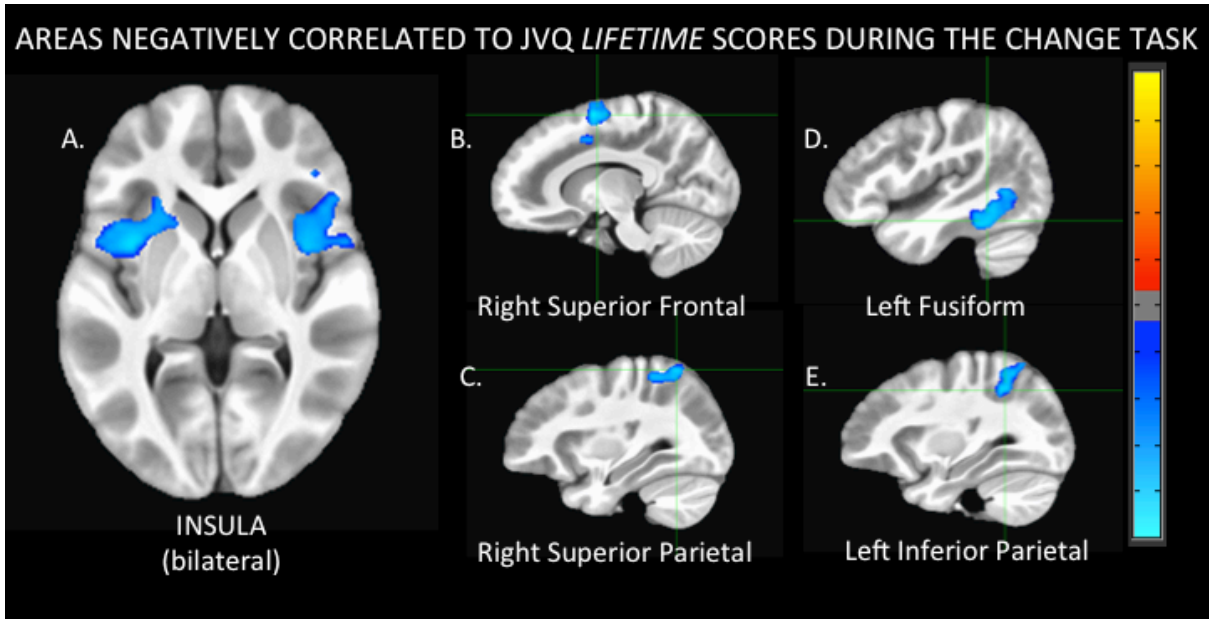 AREAS NEGATIVELY CORRELATED TO JVQ LIFETIME SCORES DURING THE CHANGE TASK
A.
INSULA
(bilateral)
B.
Right Superior Frontal
D.
Left Fusiform
C.
Right Superior Parietal
E.
Left Inferior Parietal